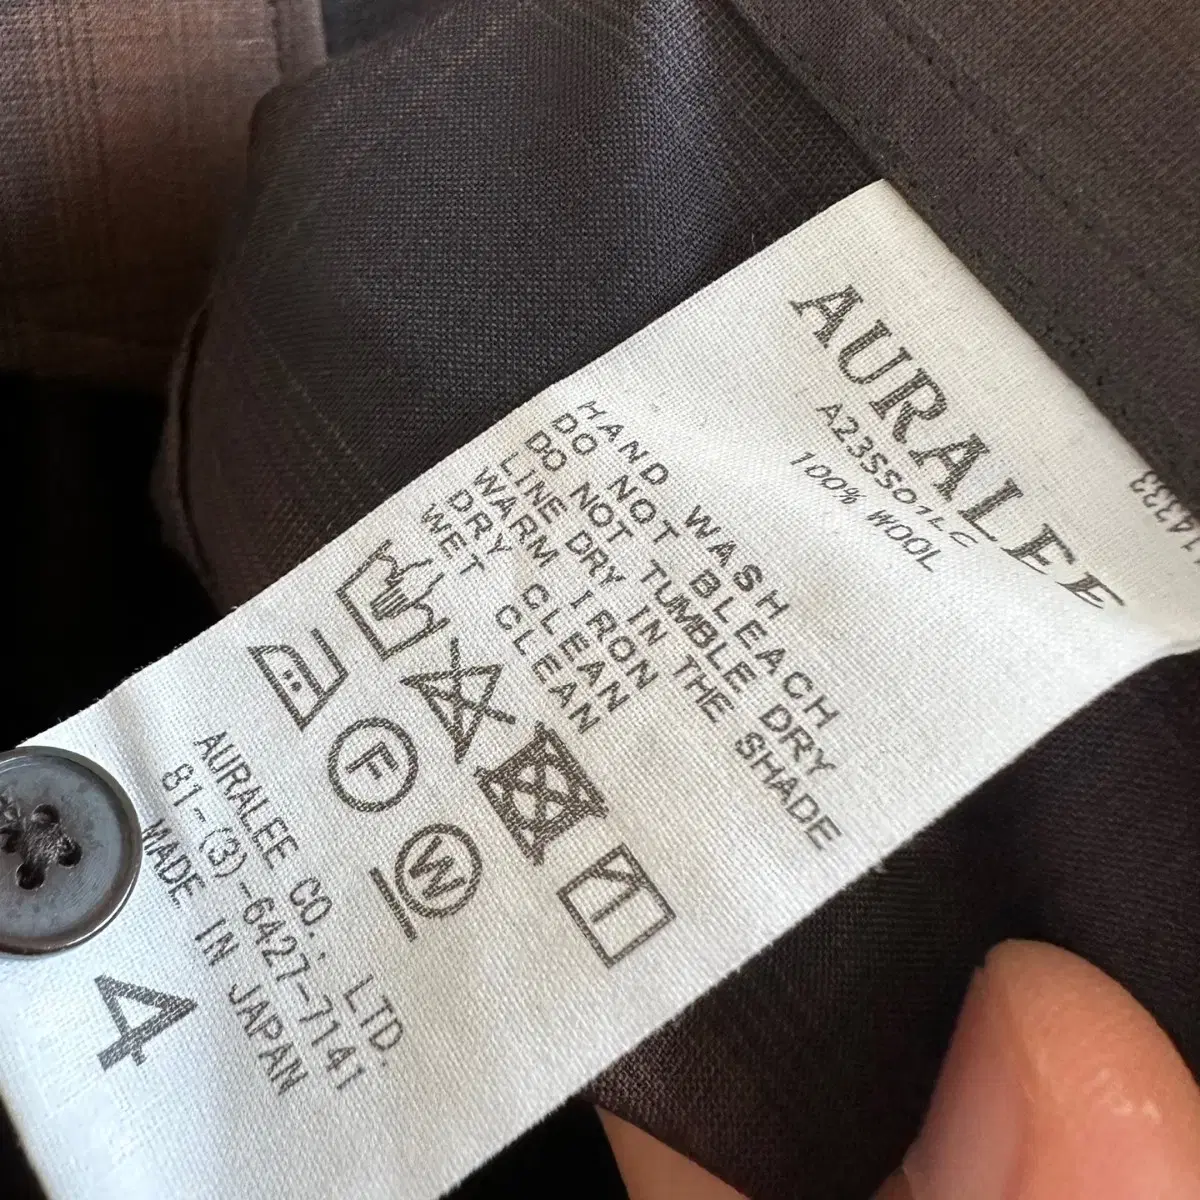 AURALEE
100% WOOL
HAND WASH
DO NOT BLEACH
DO NOT TUMBLE DRY
LINE DRY IN THE SHADE
WARM IRON
DRY CLEAN
WET CLEAN
F
W
AURALEE CO., LTD.
81-(3)-6427-7141
MADE IN JAPAN
4